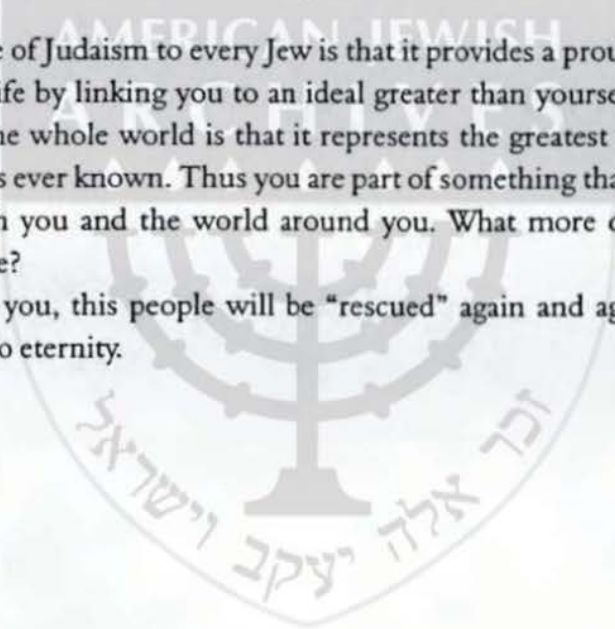 AMERICAN JEWISH
ARCHIVES
of Judaism to every Jew is that it provides a prou
ife by linking you to an ideal greater than yourse
he whole world is that it represents the greatest
s ever known. Thus you are part of something tha
you and the world around you. What more
e?
you, this people will be “rescued” again and ag
o eternity.
זכר אלה יעקב וישראל